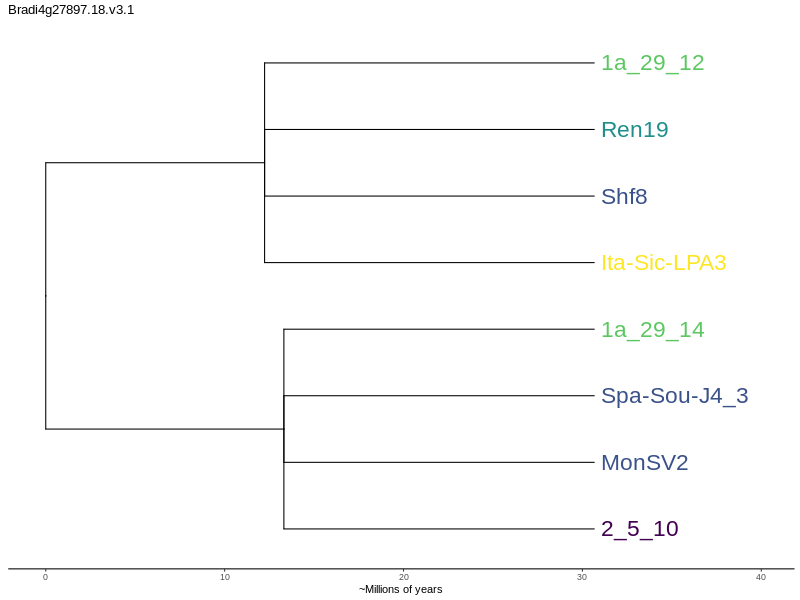 Bradi4g27897.18.v3.1
1a_29_12
Ren19
Shf8
Ita-Sic-LPA3
1a_29_14
Spa-Sou-J4_3
MonSV2
2_5_10
0 10 20 30 40
~Millions of years